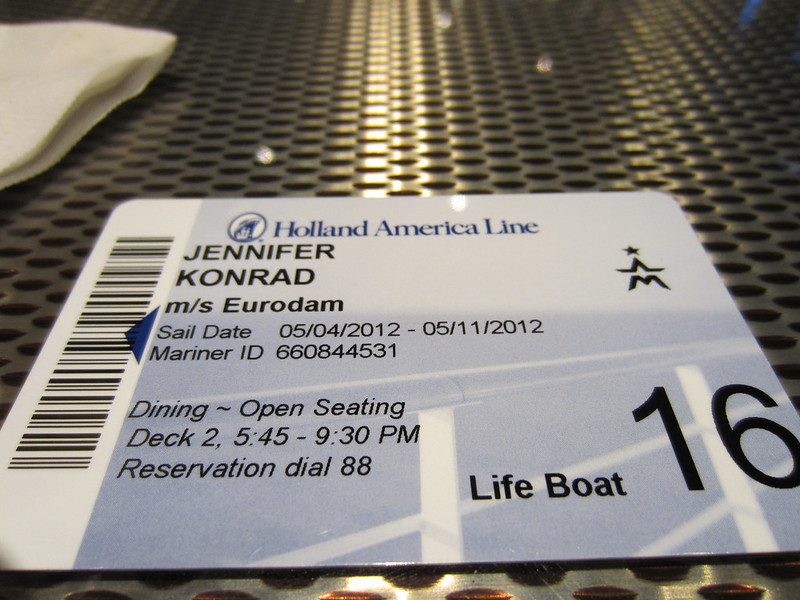 Holland America Line
JENNIFER
KONRAD
m/s Eurodam
Sail Date 05/04/2012 - 05/11/2012
Mariner ID 660844531
Dining ~ Open Seating
Deck 2, 5:45 - 9:30 PM
Reservation dial 88
Life Boat 16